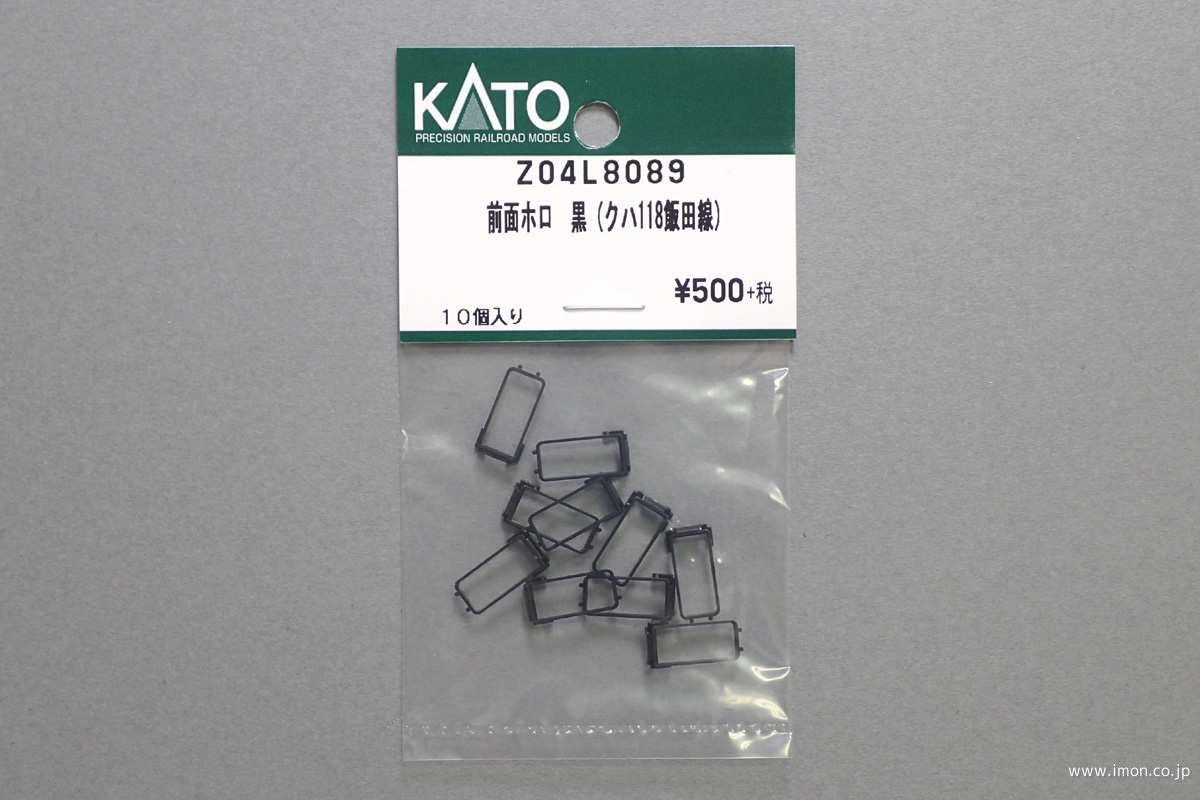 KATO
PRECISION RAILROAD MODELS
Z04L8089
前面ホロ　黒（クハ118飯田線）
¥500+税
10個入り
www.imon.co.jp